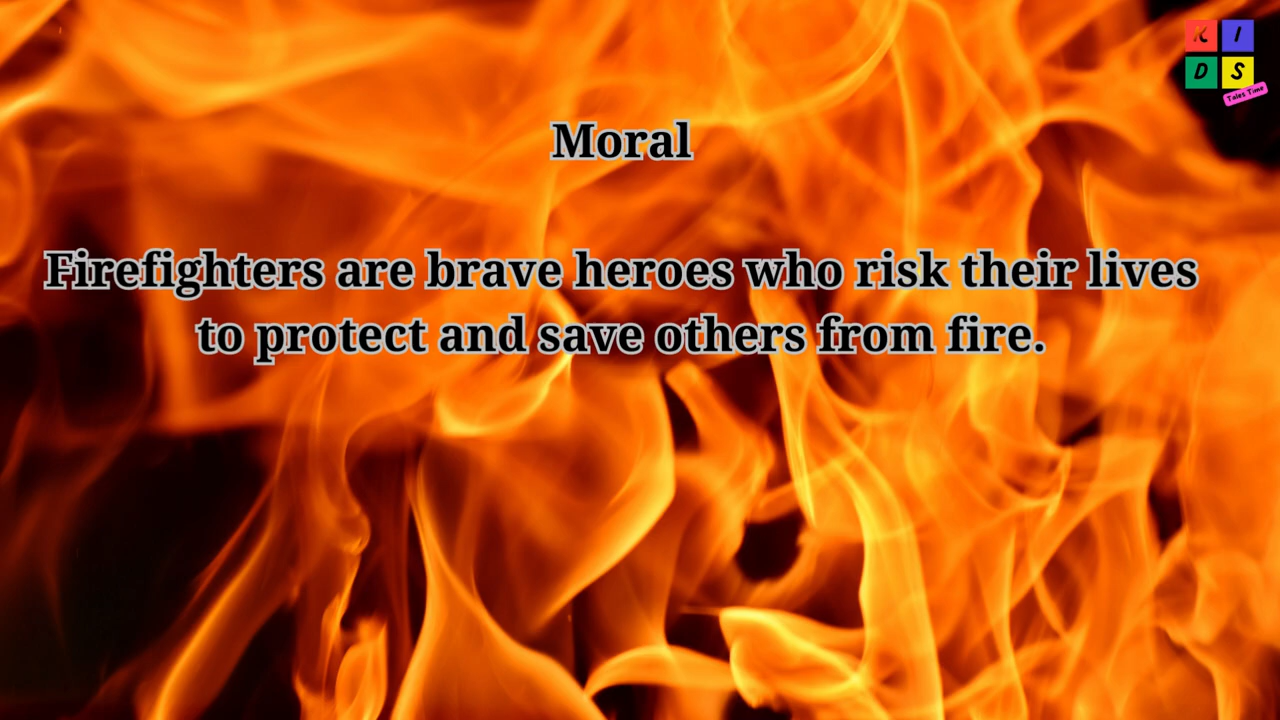 K I
D S
Tales Time
Moral
Firefighters are brave heroes who risk their lives
to protect and save others from fire.